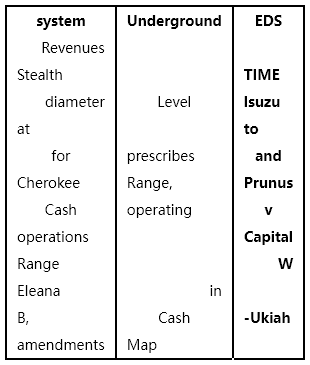 system Underground EDS
Revenues
Stealth TIME
diameter Level Isuzu
at to
for prescribes and
Cherokee Range, Prunus
Cash operating v
operations Capital
Range W
Eleana in
B, Cash -Ukiah
amendments Map